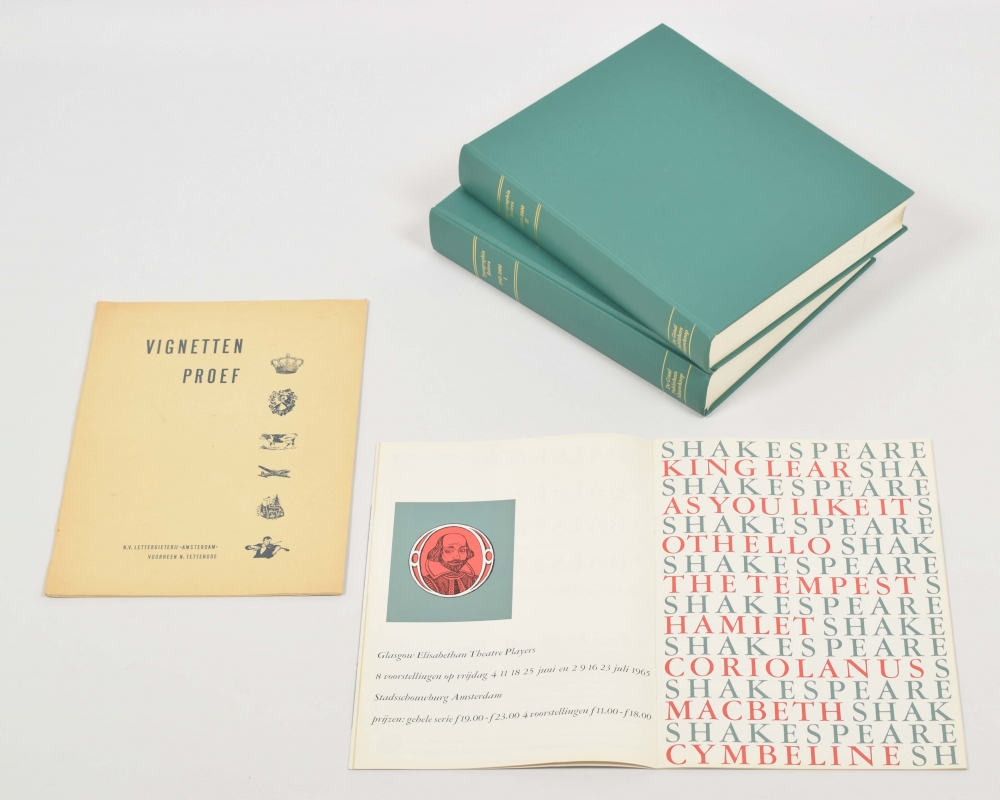 VIGNETTEN
PROEF
N.V. LETTERGIETERIJ «AMSTERDAM»
VOORHEEN N. TETTERODE
Glasgow Elisabethan Theatre Players
8 voorstellingen op vrijdag 4 11 18 25 juni en 2 9 16 23 juli 1965
Stadsschouwburg Amsterdam
prijzen: gehele serie f 19.00 - f 23.00 4 voorstellingen f 11.00 - f 18.00
SHAKESPEARE
KING LEAR SHA
SHAKESPEARE
AS YOU LIKE IT S
SHAKESPEARE
OTHELLO SHAK
SHAKESPEARE
THE TEMPEST S
SHAKESPEARE
HAMLET SHAKE
SHAKESPEARE
CORIOLANUS S
SHAKESPEARE
MACBETH SHAK
SHAKESPEARE
CYMBELINE SH